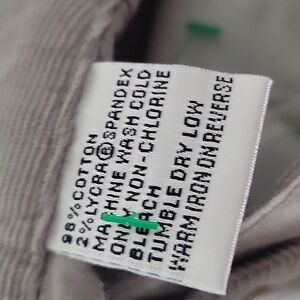 98% COTTON
2% LYCRA® SPANDEX
MACHINE WASH COLD
ONLY NON-CHLORINE
BLEACH
TUMBLE DRY LOW
WARM IRON ON REVERSE